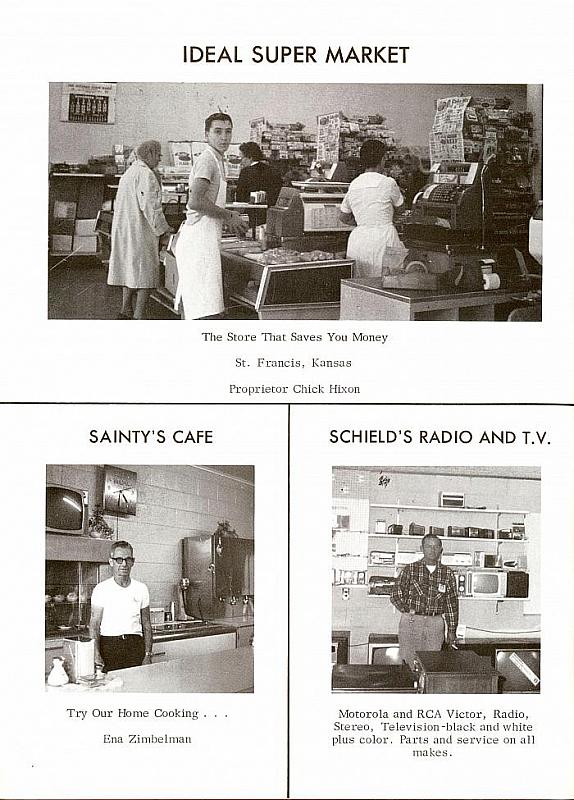 IDEAL SUPER MARKET
The Store That Saves You Money
St. Francis, Kansas
Proprietor Chick Hixon
SAINTY'S CAFE
Try Our Home Cooking . . .
Ena Zimbelman
SCHIELD'S RADIO AND T.V.
Motorola and RCA Victor, Radio,
Stereo, Television-black and white
plus color. Parts and service on all
makes.